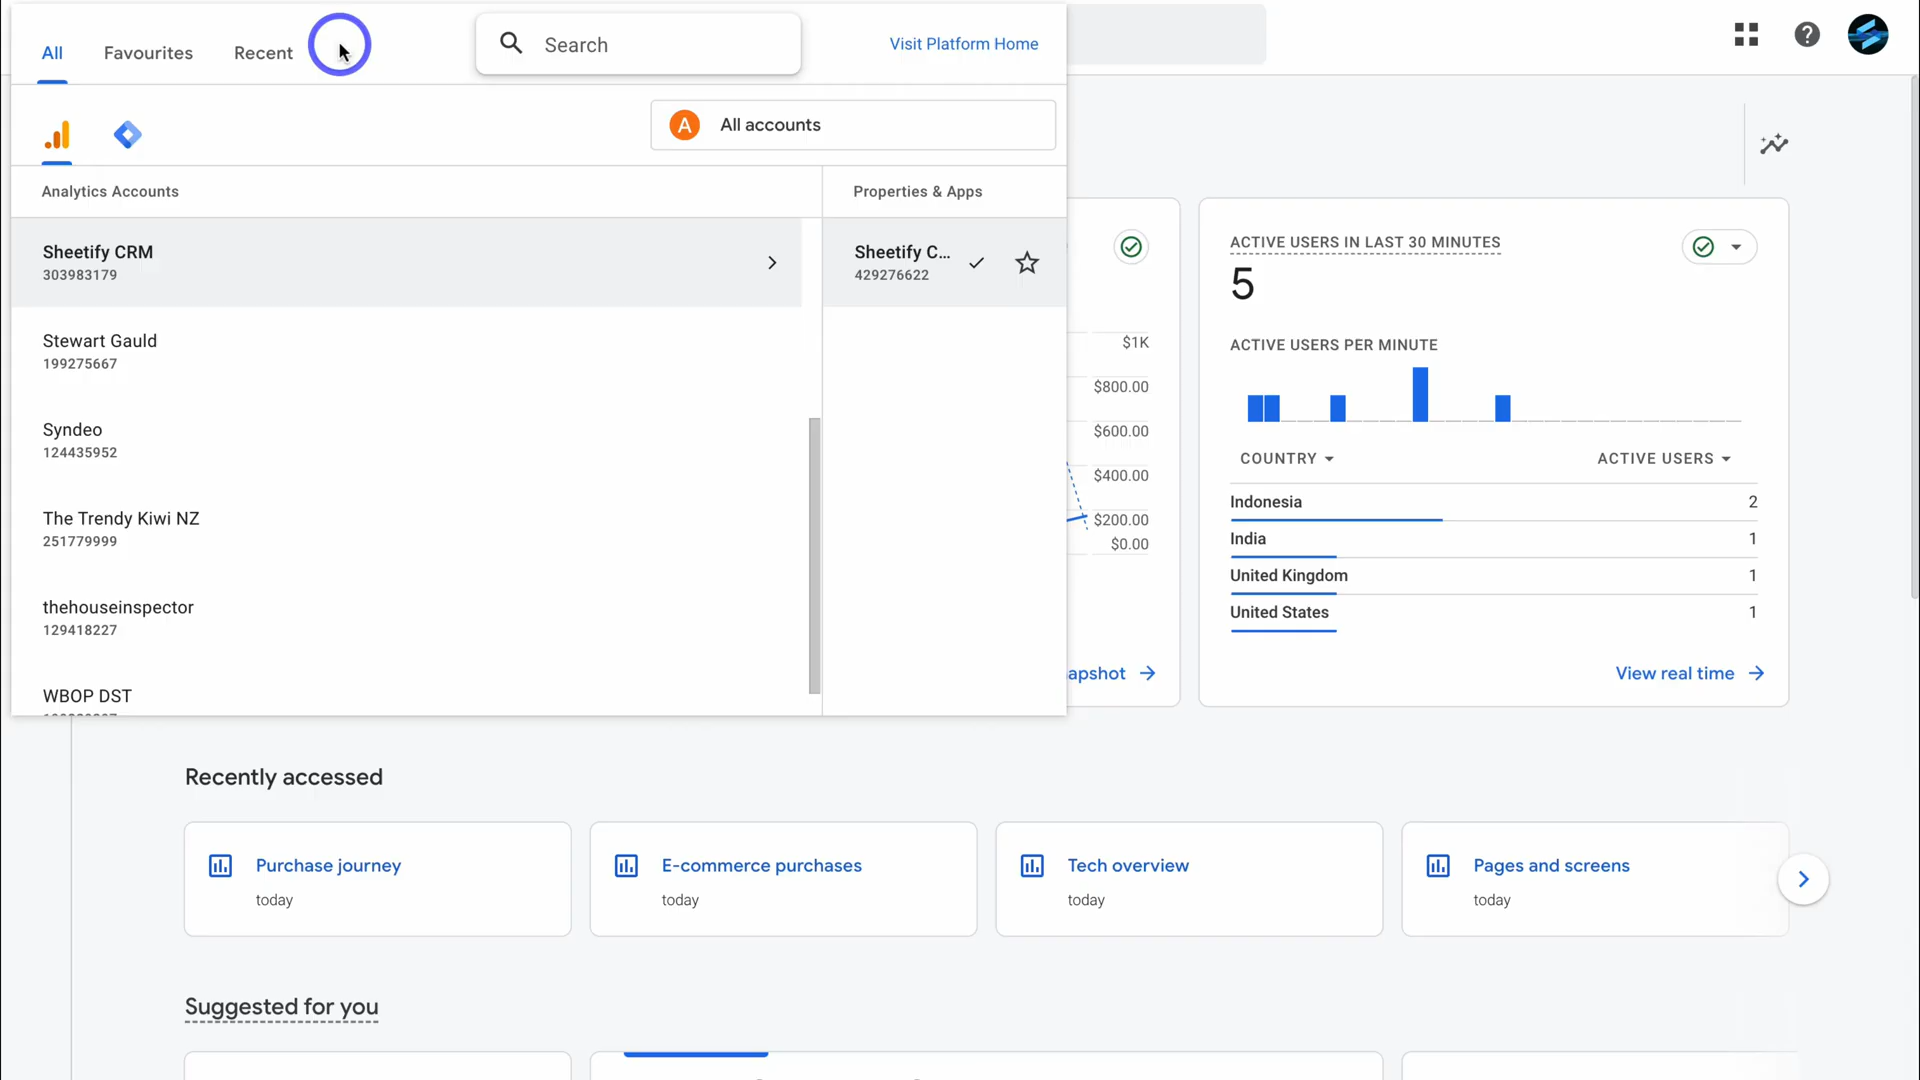 All
Favourites
Recent
Search
Visit Platform Home
A
All accounts
Analytics Accounts
Properties & Apps
Sheetify CRM
303983179
Sheetify C...
429276622
Stewart Gauld
199275667
Syndeo
124435952
The Trendy Kiwi NZ
251779999
thehouseinspector
129418227
WBOP DST
$1K
$800.00
$600.00
$400.00
$200.00
$0.00
apshot
ACTIVE USERS IN LAST 30 MINUTES
5
ACTIVE USERS PER MINUTE
COUNTRY
ACTIVE USERS
Indonesia 2
India 1
United Kingdom 1
United States 1
View real time
Recently accessed
Purchase journey
today
E-commerce purchases
today
Tech overview
today
Pages and screens
today
Suggested for you